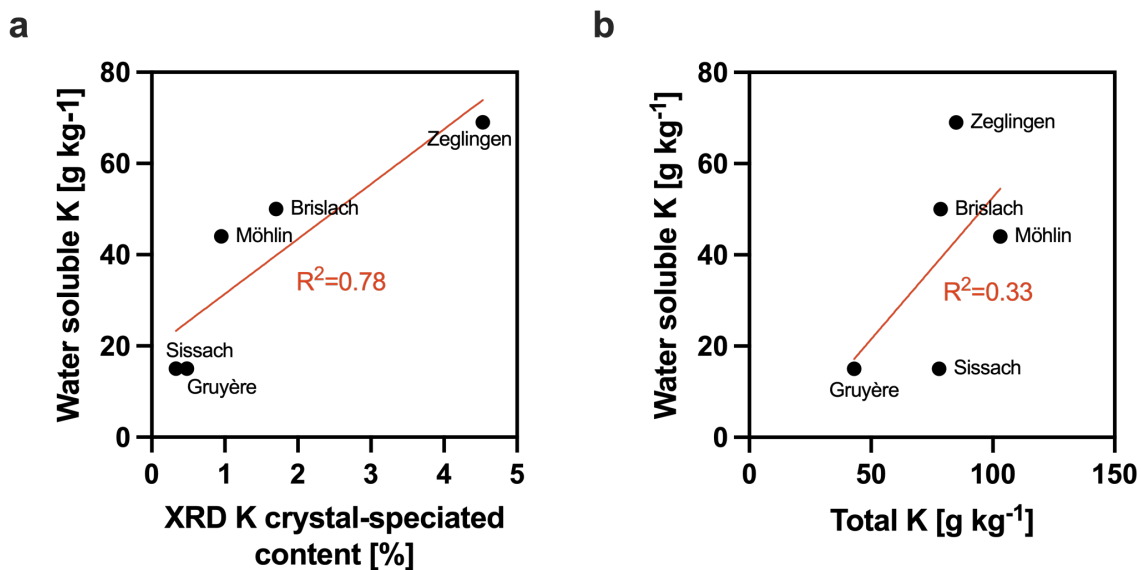 a
80
60
40
20
0
Water soluble K [g kg-1]
Zeglingen
Brislach
Möhlin
R²=0.78
Sissach
Gruyère
0 1 2 3 4 5
XRD K crystal-speciated
content [%]
b
80
60
40
20
0
Water soluble K [g kg⁻¹]
Zeglingen
Brislach
Möhlin
R²=0.33
Sissach
Gruyère
0 50 100 150
Total K [g kg⁻¹]